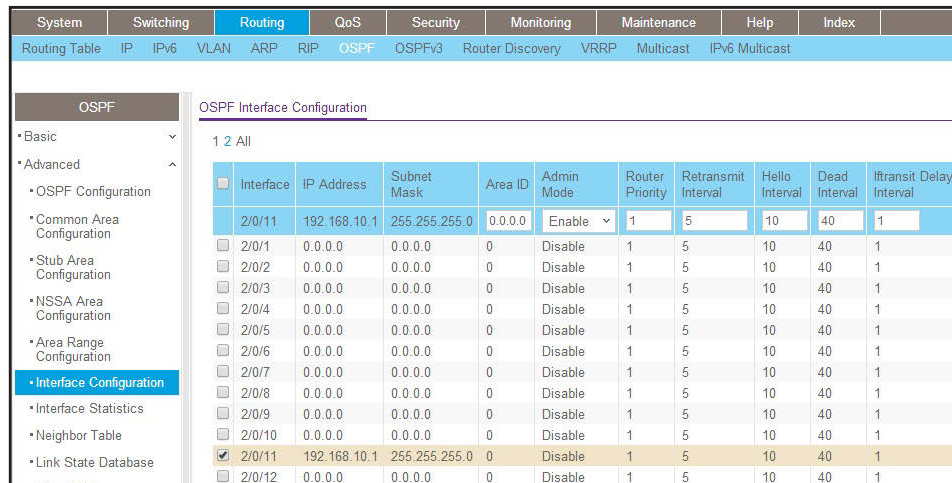 System Switching Routing QoS Security Monitoring Maintenance Help Index
Routing Table IP IPv6 VLAN ARP RIP OSPF OSPFv3 Router Discovery VRRP Multicast IPv6 Multicast
OSPF
Basic
Advanced
OSPF Configuration
Common Area
Configuration
Stub Area
Configuration
NSSA Area
Configuration
Area Range
Configuration
Interface Configuration
Interface Statistics
Neighbor Table
Link State Database
OSPF Interface Configuration
1 2 All
Interface IP Address Subnet Mask Area ID Admin Mode Router Priority Retransmit Interval Hello Interval Dead Interval Iftransit Delay Interval
2/0/11 192.168.10.1 255.255.255.0 0.0.0.0 Enable 1 5 10 40 1
2/0/1 0.0.0.0 0.0.0.0 0 Disable 1 5 10 40 1
2/0/2 0.0.0.0 0.0.0.0 0 Disable 1 5 10 40 1
2/0/3 0.0.0.0 0.0.0.0 0 Disable 1 5 10 40 1
2/0/4 0.0.0.0 0.0.0.0 0 Disable 1 5 10 40 1
2/0/5 0.0.0.0 0.0.0.0 0 Disable 1 5 10 40 1
2/0/6 0.0.0.0 0.0.0.0 0 Disable 1 5 10 40 1
2/0/7 0.0.0.0 0.0.0.0 0 Disable 1 5 10 40 1
2/0/8 0.0.0.0 0.0.0.0 0 Disable 1 5 10 40 1
2/0/9 0.0.0.0 0.0.0.0 0 Disable 1 5 10 40 1
2/0/10 0.0.0.0 0.0.0.0 0 Disable 1 5 10 40 1
2/0/11 192.168.10.1 255.255.255.0 0 Disable 1 5 10 40 1
2/0/12 0.0.0.0 0.0.0.0 0 Disable 1 5 10 40 1